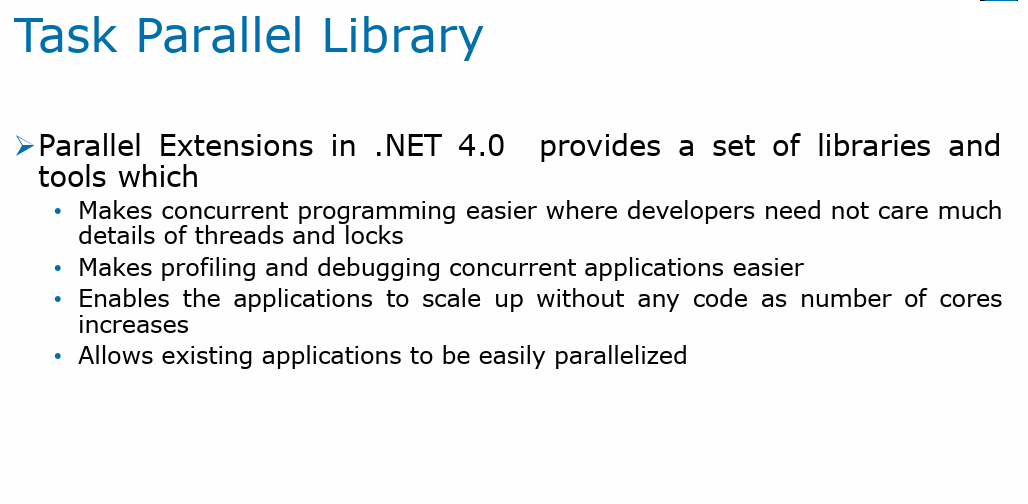 Task Parallel Library
Parallel Extensions in .NET 4.0 provides a set of libraries and
tools which
• Makes concurrent programming easier where developers need not care much
details of threads and locks
• Makes profiling and debugging concurrent applications easier
• Enables the applications to scale up without any code as number of cores
increases
• Allows existing applications to be easily parallelized